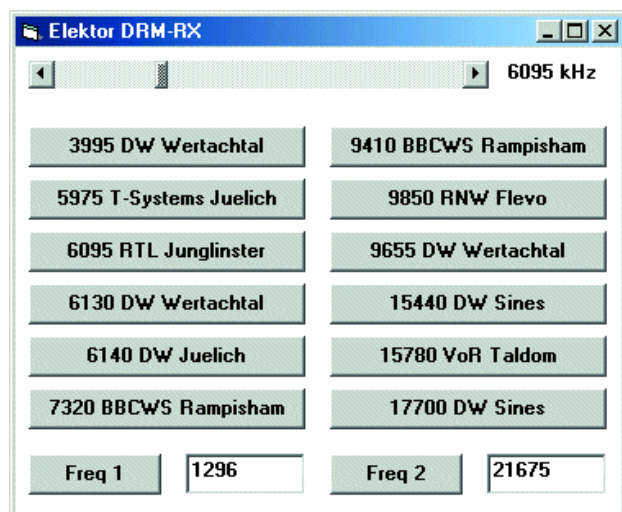 Elektor DRM-RX
6095 kHz
3995 DW Wertachtal
9410 BBCWS Rampisham
5975 T-Systems Juelich
9850 RNW Flevo
6095 RTL Junglinster
9655 DW Wertachtal
6130 DW Wertachtal
15440 DW Sines
6140 DW Juelich
15780 VoR Taldom
7320 BBCWS Rampisham
17700 DW Sines
Freq 1
1296
Freq 2
21675